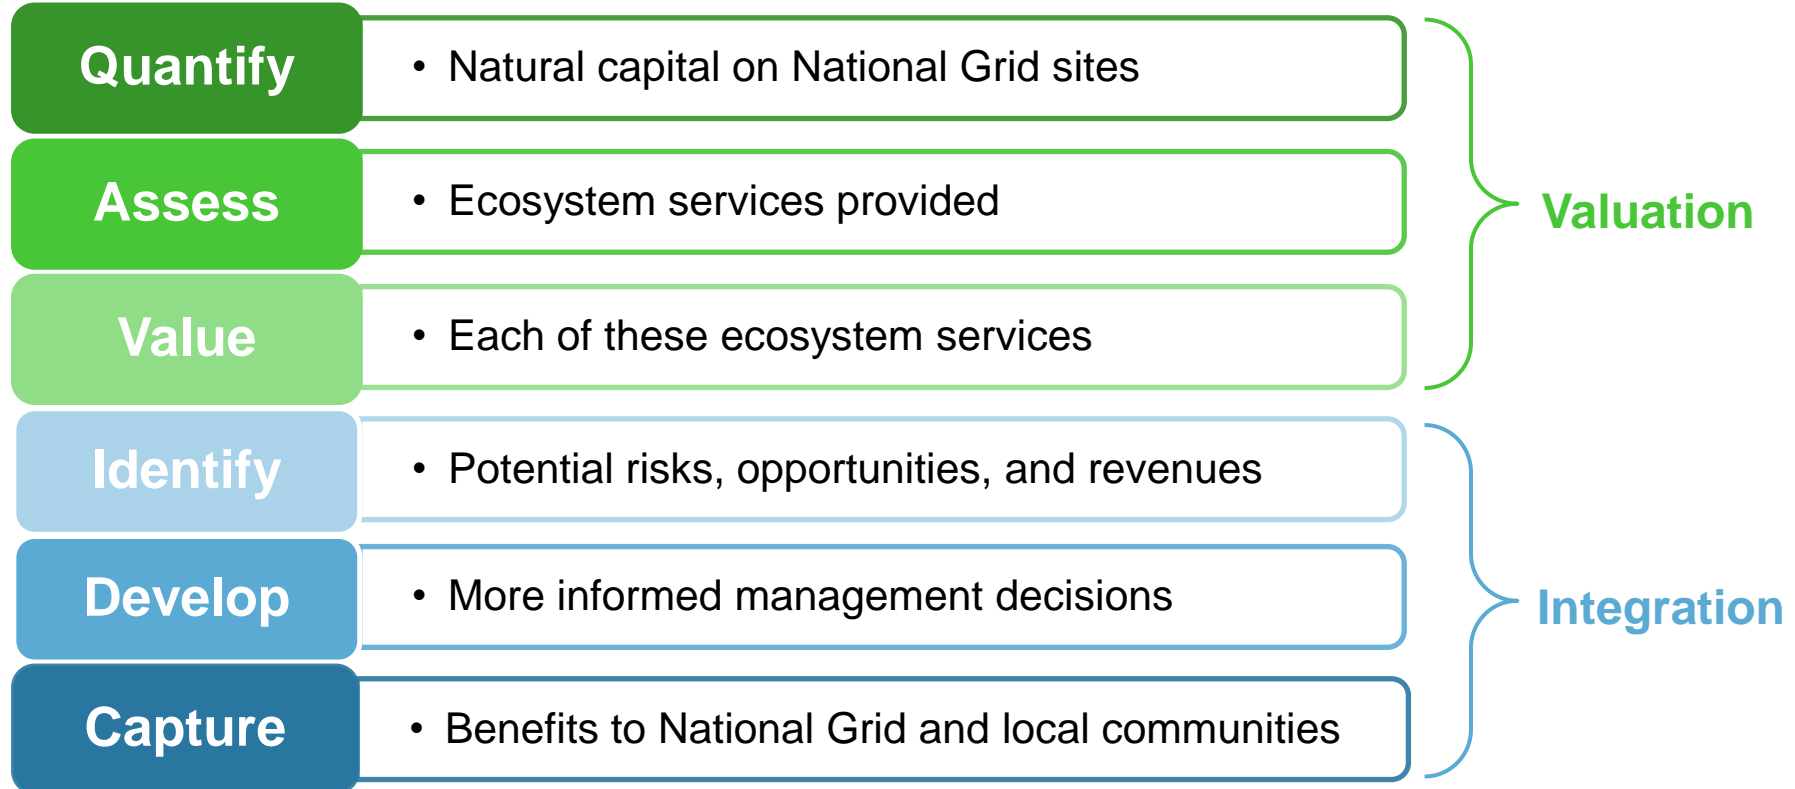 Quantify
• Natural capital on National Grid sites
Assess
• Ecosystem services provided
Value
• Each of these ecosystem services
Valuation
Identify
• Potential risks, opportunities, and revenues
Develop
• More informed management decisions
Capture
• Benefits to National Grid and local communities
Integration